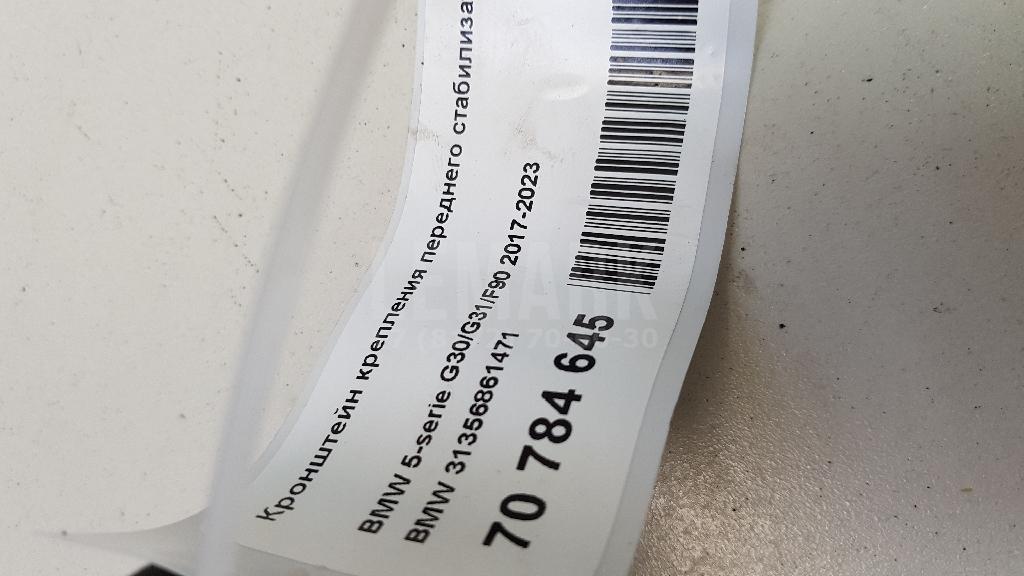 Кронштейн крепления переднего стабилиза
BMW 5-serie G30/G31/F90 2017-2023
BMW 31356861471
70 784 645